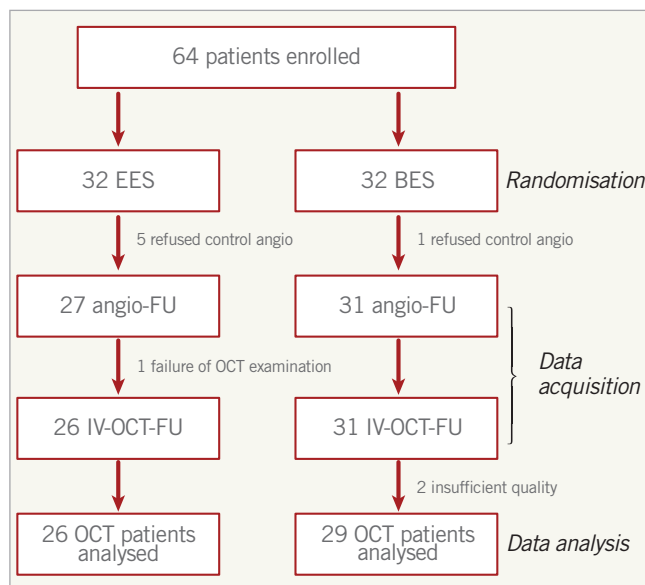 64 patients enrolled
32 EES
32 BES
Randomisation
5 refused control angio
1 refused control angio
27 angio-FU
31 angio-FU
1 failure of OCT examination
Data
acquisition
26 IV-OCT-FU
31 IV-OCT-FU
2 insufficient quality
26 OCT patients
analysed
29 OCT patients
analysed
Data analysis